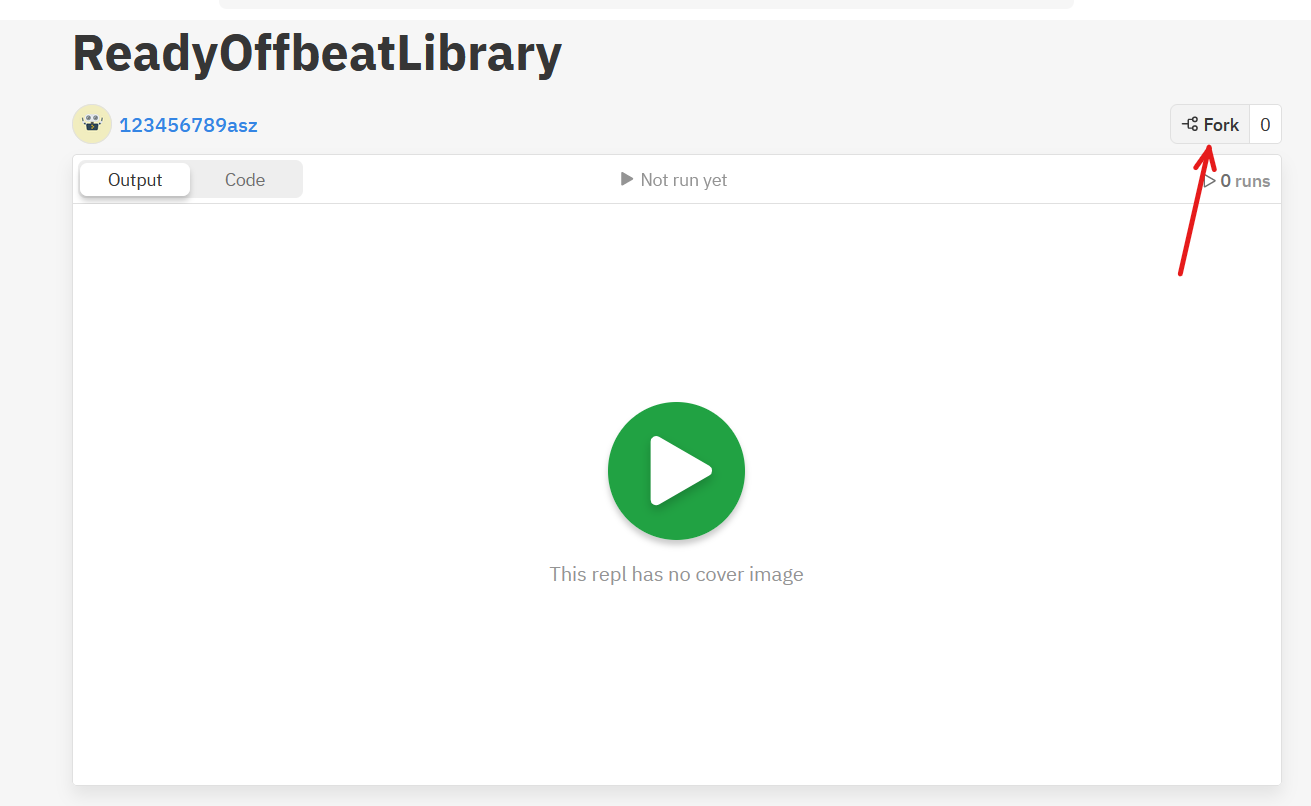 ReadyOffbeatLibrary
123456789asz
Fork 0
Output Code Not run yet 0 runs
This repl has no cover image